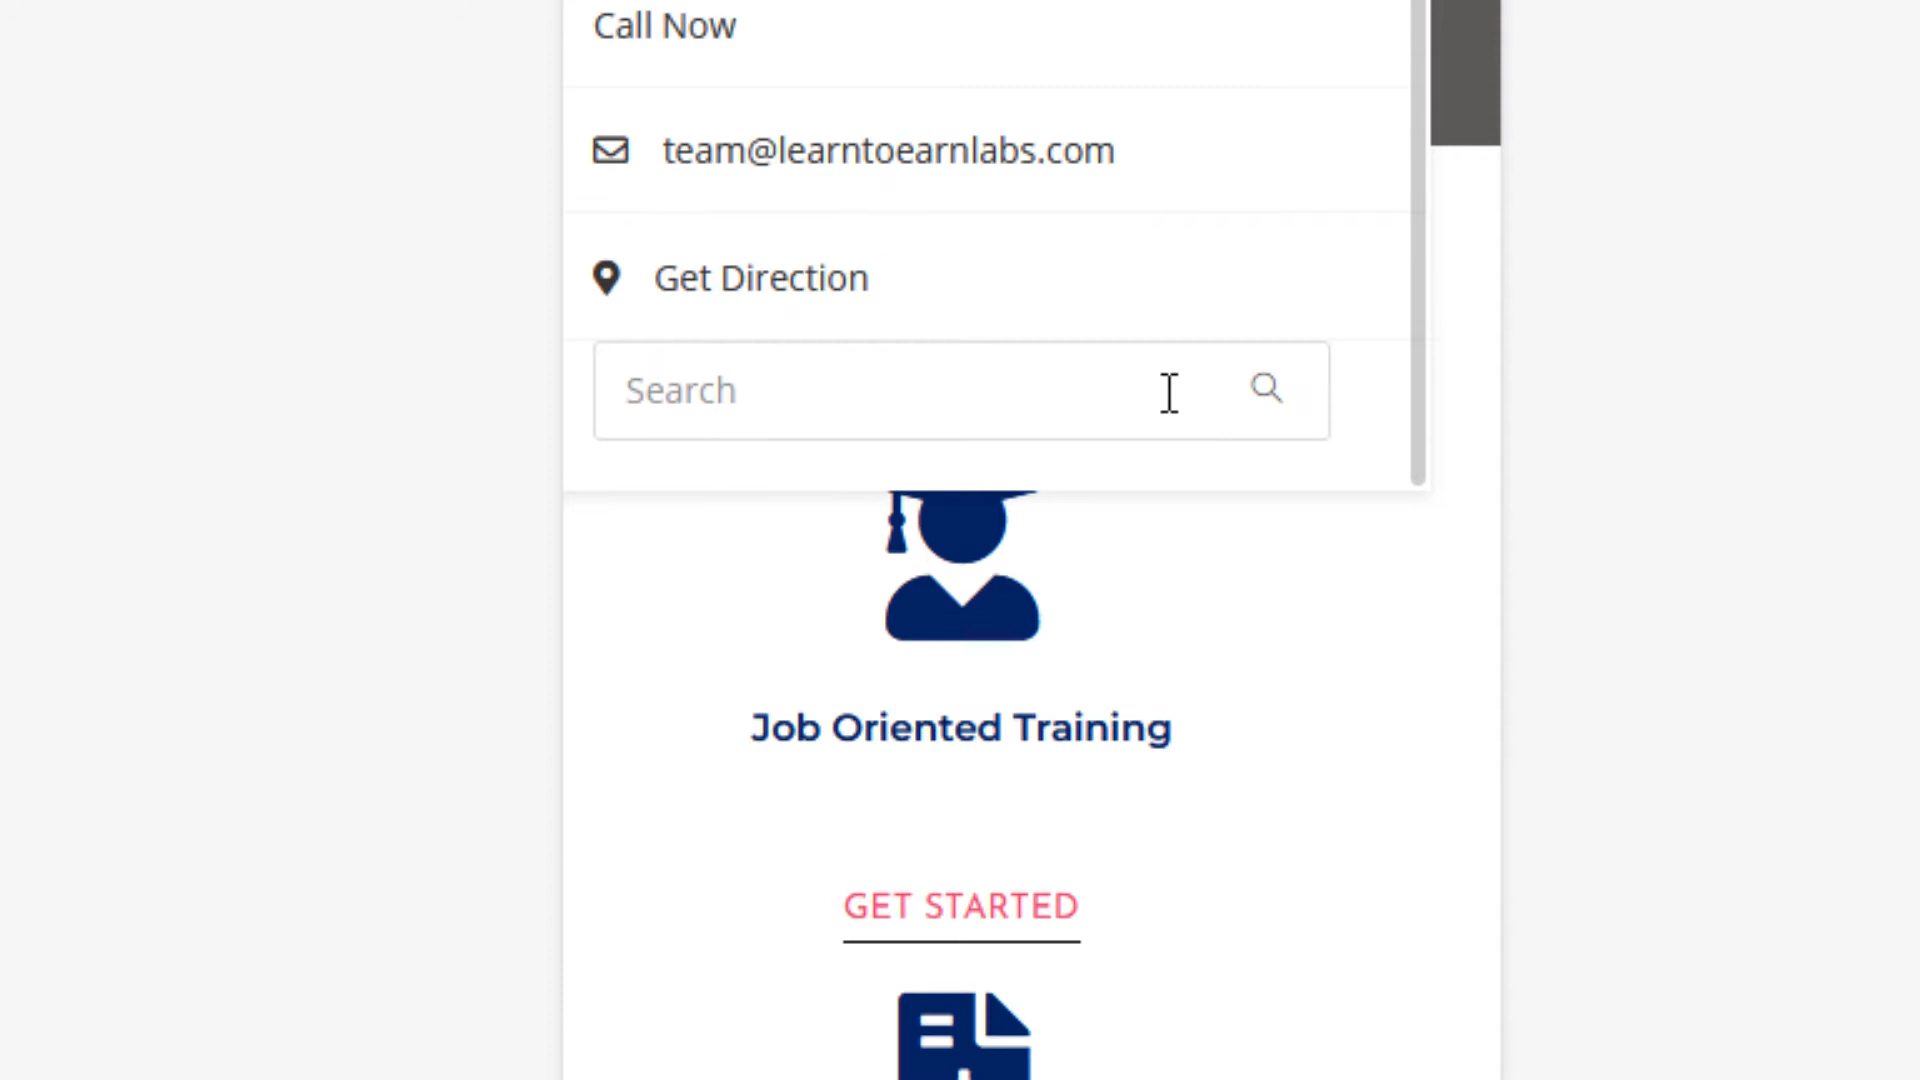 Call Now
team@learntoearnlabs.com
Get Direction
Search
Job Oriented Training
GET STARTED